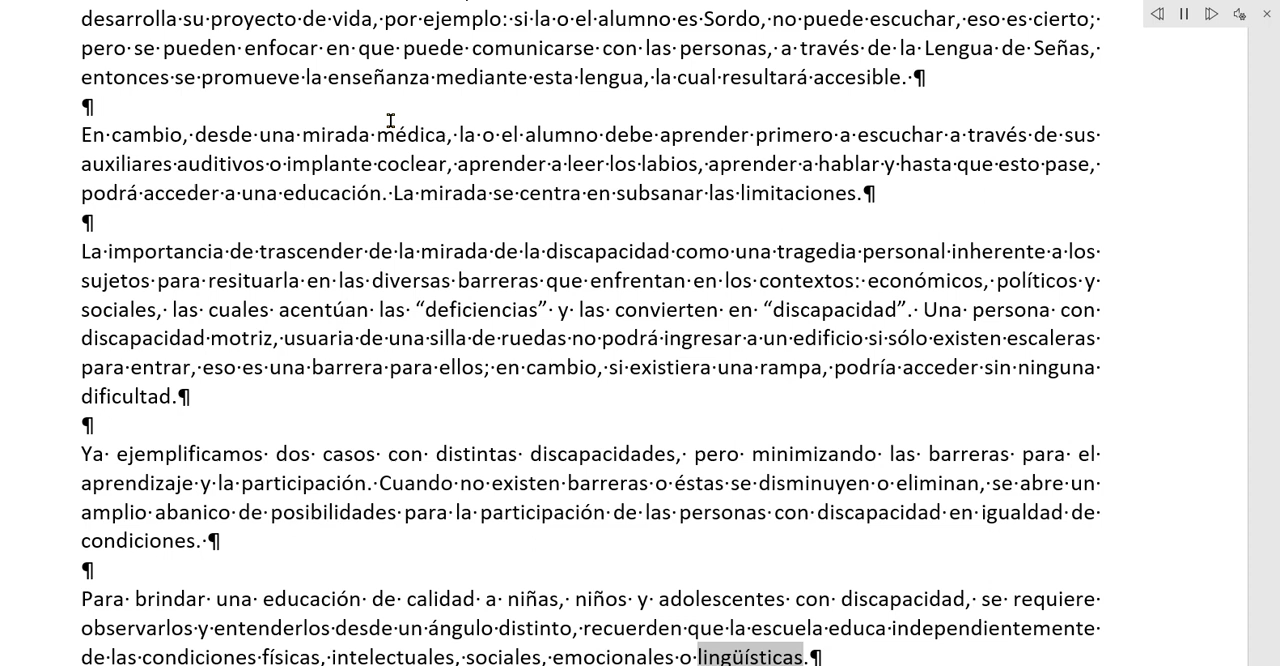 desarrolla su proyecto de vida, por ejemplo: si la o el alumno es Sordo, no puede escuchar, eso es cierto;
pero se pueden enfocar en que puede comunicarse con las personas, a través de la Lengua de Señas,
entonces se promueve la enseñanza mediante esta lengua, la cual resultará accesible. ¶
¶
En cambio, desde una mirada médica, la o el alumno debe aprender primero a escuchar a través de sus
auxiliares auditivos o implante coclear, aprender a leer los labios, aprender a hablar y hasta que esto pase,
podrá acceder a una educación. La mirada se centra en subsanar las limitaciones.¶
¶
La importancia de trascender de la mirada de la discapacidad como una tragedia personal inherente a los
sujetos para resituarla en las diversas barreras que enfrentan en los contextos: económicos, políticos y
sociales, las cuales acentúan las “deficiencias” y las convierten en “discapacidad”. Una persona con
discapacidad motriz, usuaria de una silla de ruedas no podrá ingresar a un edificio si sólo existen escaleras
para entrar, eso es una barrera para ellos; en cambio, si existiera una rampa, podría acceder sin ninguna
dificultad.¶
¶
Ya ejemplificamos dos casos con distintas discapacidades, pero minimizando las barreras para el
aprendizaje y la participación. Cuando no existen barreras o éstas se disminuyen o eliminan, se abre un
amplio abanico de posibilidades para la participación de las personas con discapacidad en igualdad de
condiciones. ¶
¶
Para brindar una educación de calidad a niñas, niños y adolescentes con discapacidad, se requiere
observarlos y entenderlos desde un ángulo distinto, recuerden que la escuela educa independientemente
de las condiciones físicas, intelectuales, sociales, emocionales o lingüísticas.¶